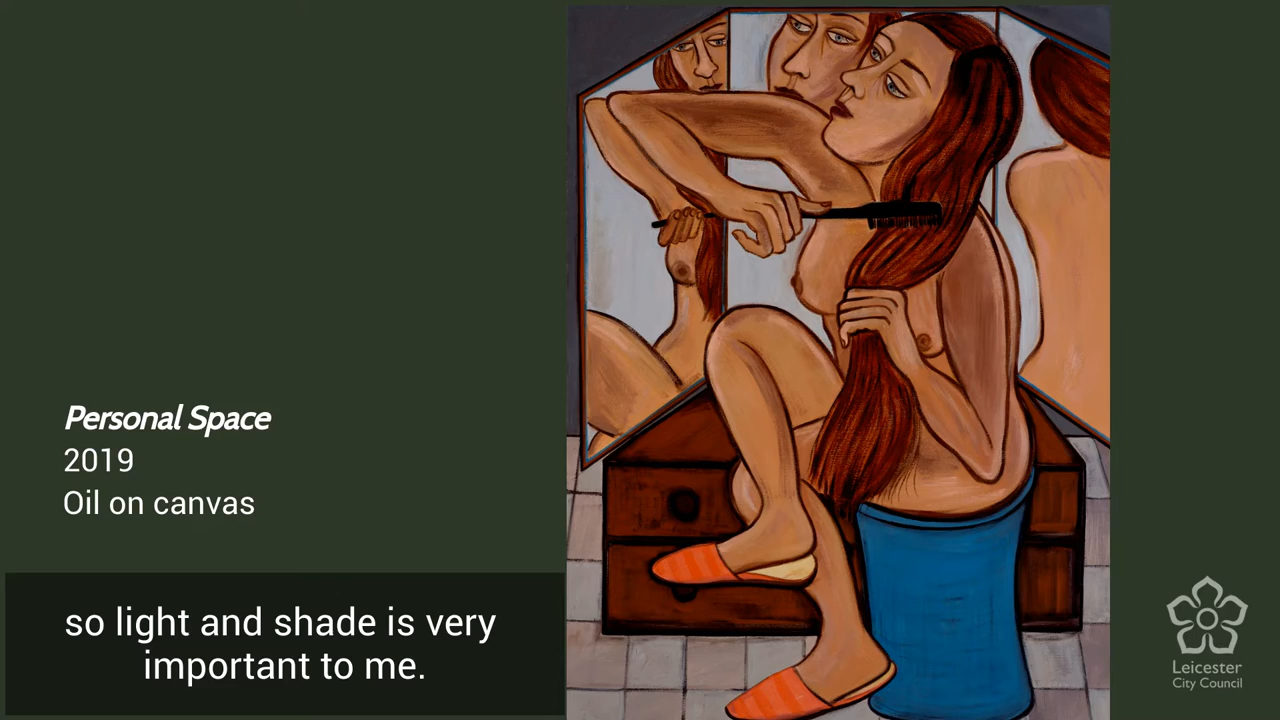 Personal Space
2019
Oil on canvas
so light and shade is very
important to me.
Leicester
City Council